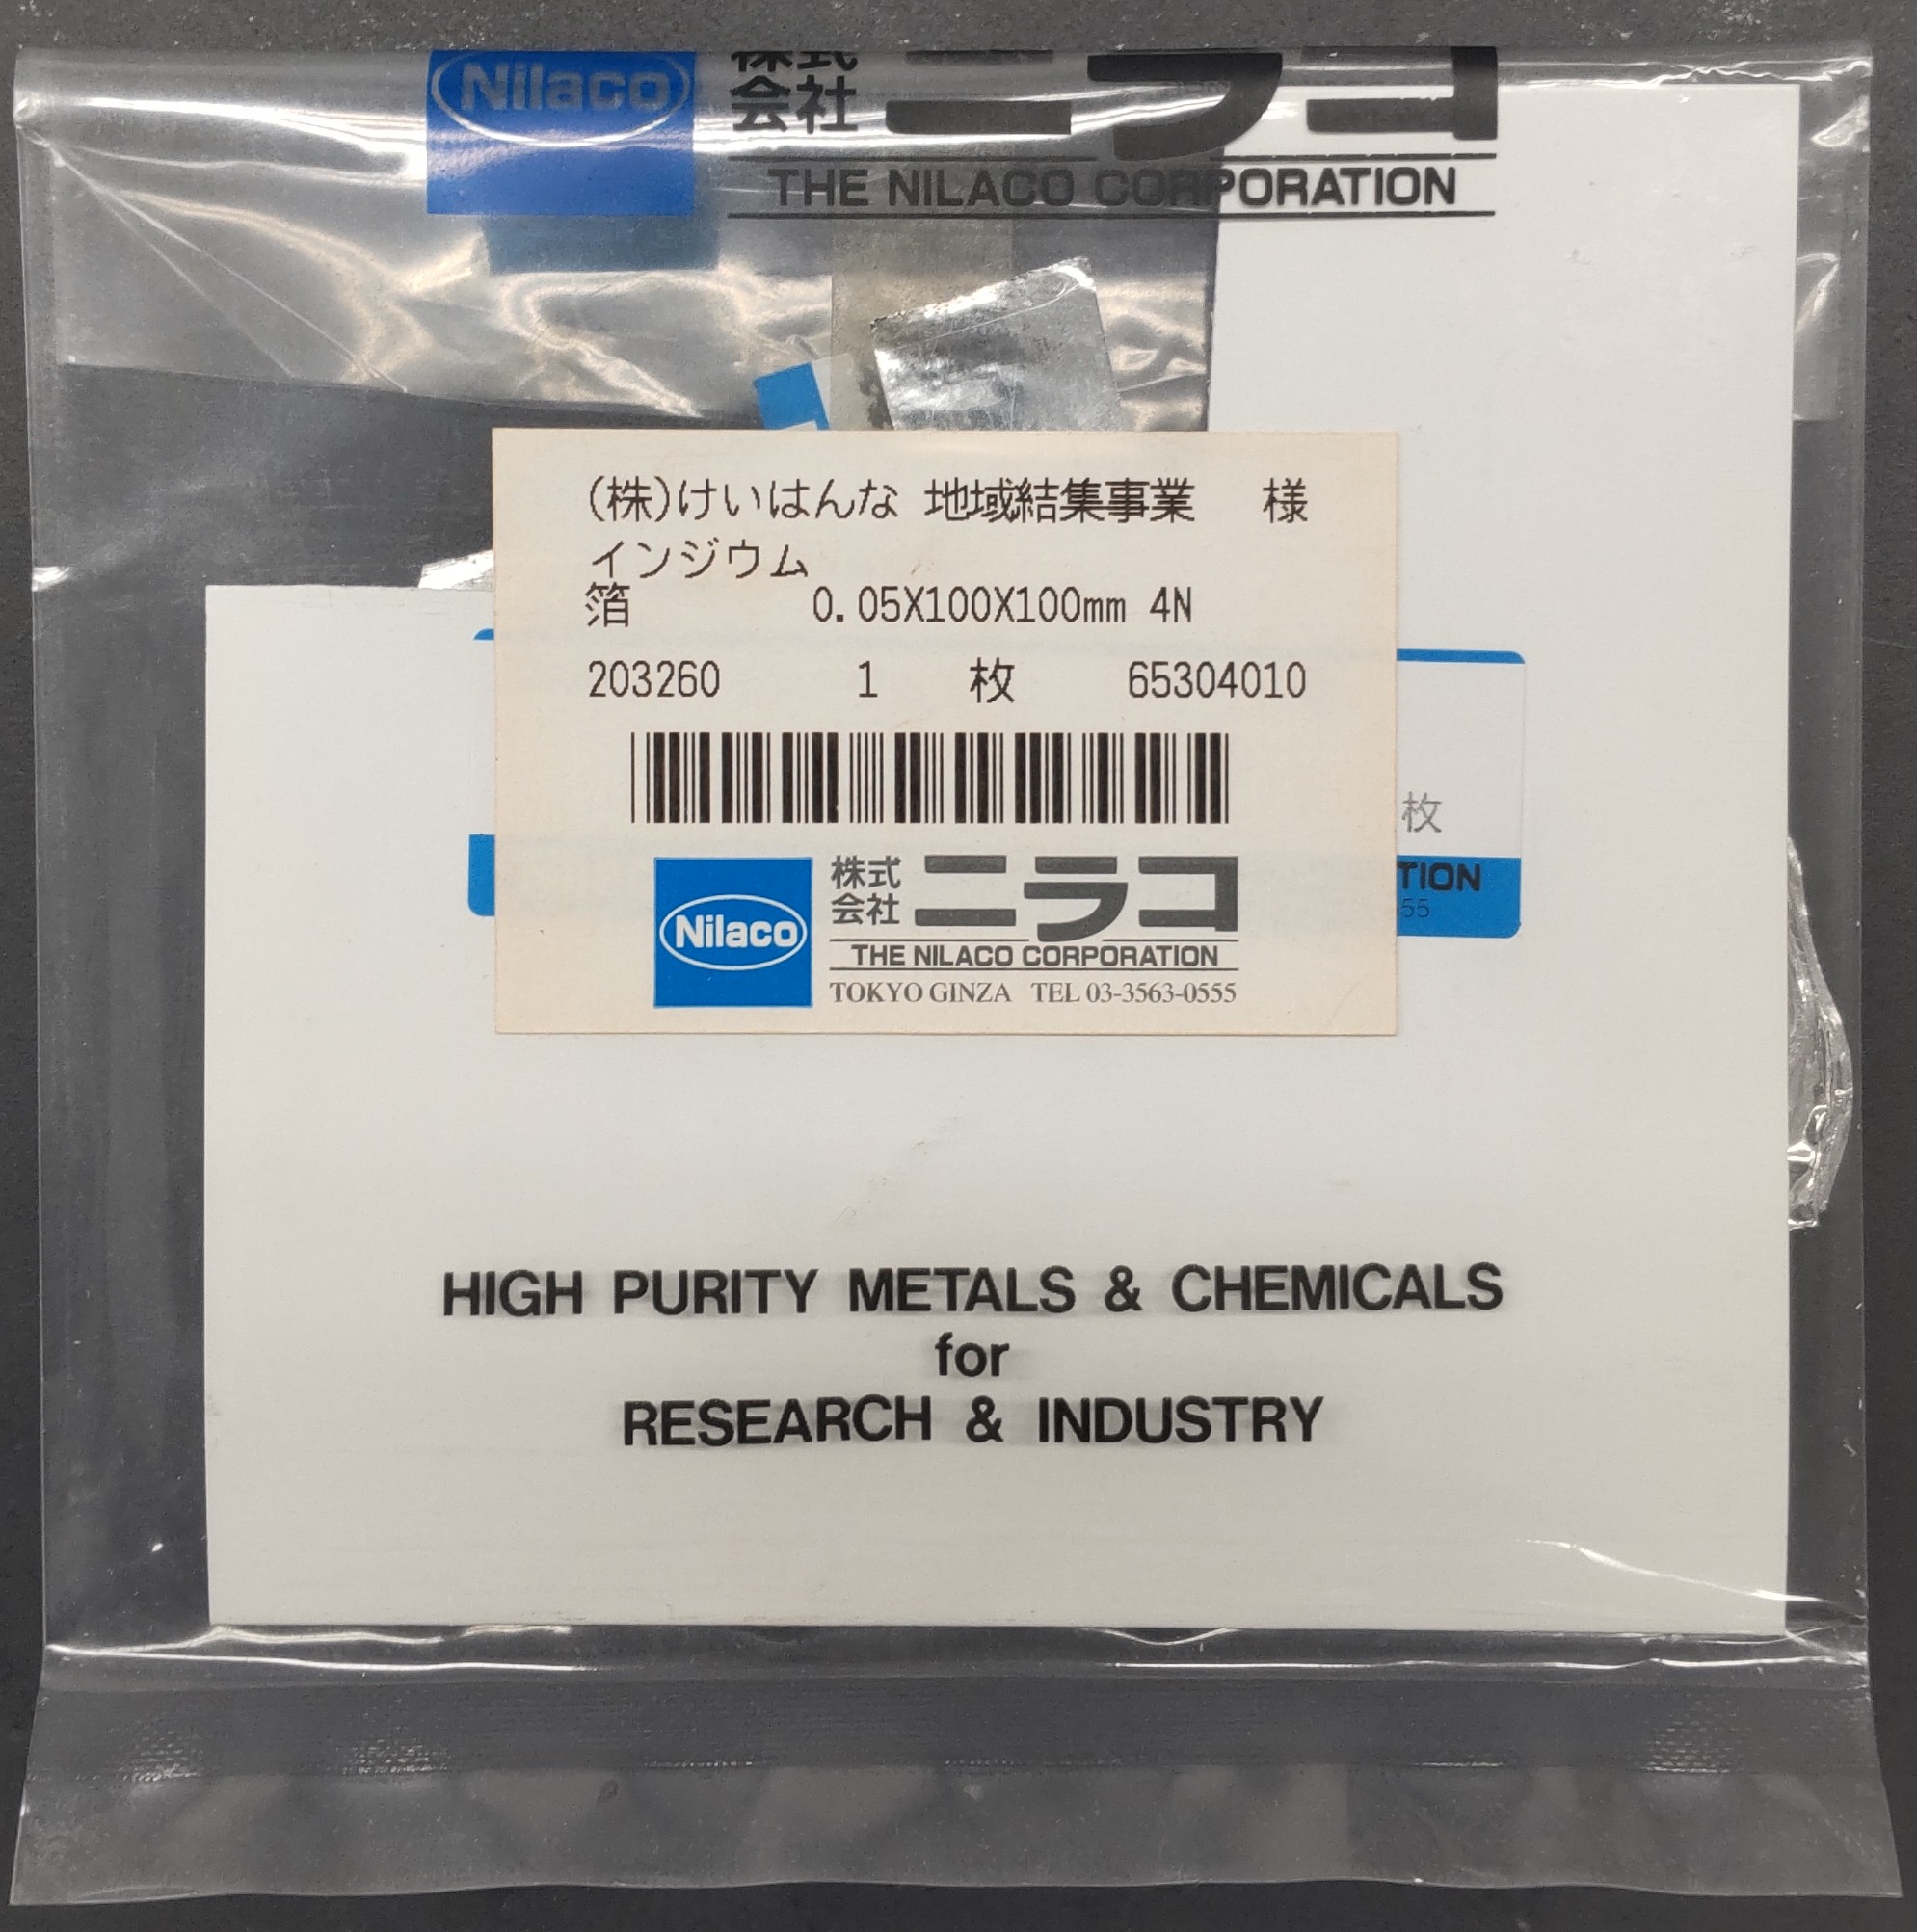 Nilaco
株式
会社 ニラコ
THE NILACO CORPORATION
(株)けいはんな 地域結集事業 様
インジウム
箔 0.05X100X100mm 4N
203260 1 枚 65304010
枚
TION
55
Nilaco
株式
会社 ニラコ
THE NILACO CORPORATION
TOKYO GINZA TEL 03-3563-0555
HIGH PURITY METALS & CHEMICALS
for
RESEARCH & INDUSTRY